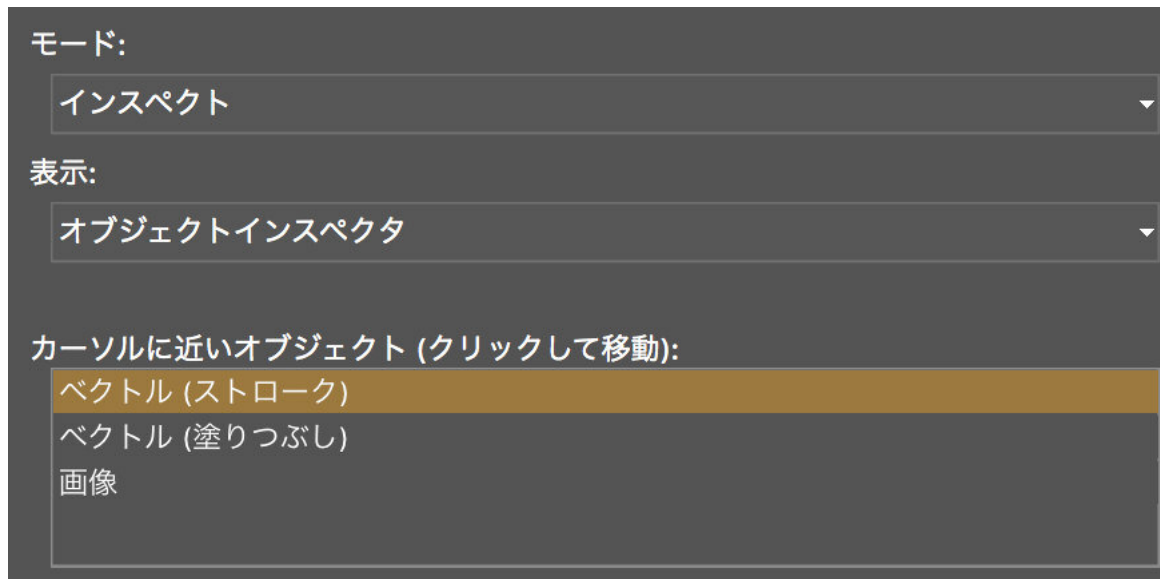 モード:
インスペクト
表示:
オブジェクトインスペクタ
カーソルに近いオブジェクト (クリックして移動):
ベクトル (ストローク)
ベクトル (塗りつぶし)
画像